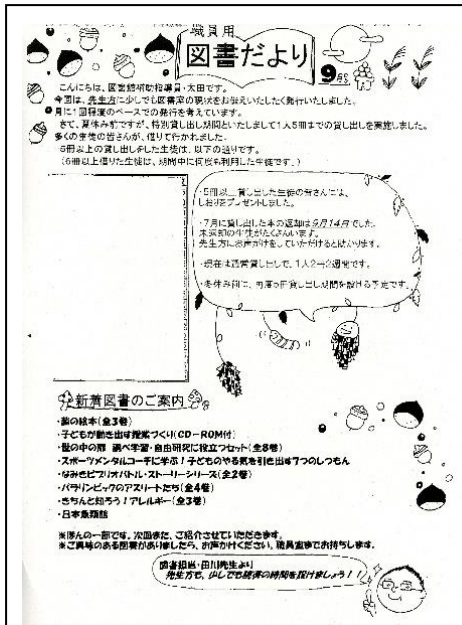 職員用
図書だより
9月号
こんにちは、図書館補助指導員・太田です。
今回は、先生方に少しでも図書室の現状をお伝えいたしたく発行いたしました。
月に1回程度のペースでの発行を考えています。
さて、夏休み前ですが、特別貸し出し期間といたしまして1人5冊までの貸し出しを実施しました。
多くの生徒の皆さんが、借りて行かれました。
5冊以上の貸し出しをした生徒は、以下の通りです。
(6冊以上借りた生徒は、期間中に何度も利用した生徒です。)
・5冊以上貸し出した生徒の皆さんには、
しおりをプレゼントしました。
・7月に貸し出した本の返却は9月14日でした。
未返却の生徒がたくさんいます。
先生方にお声がけをしていただけると助かります。
・現在は通常貸し出しで、1人2冊2週間です。
・冬休み前に、再度5冊貸し出し期間を設ける予定です。
新着図書のご案内
の絵本(全3巻)
・子どもが動き出す授業づくり(CD-ROM付)
・世の中の扉 調べ学習・自由研究に役立つセット(全8巻)
・スポーツメンタルコーチに学ぶ!子どものやる気を引き出す7つのしつもん
・なみきビブリオバトル・ストーリーシリーズ(全2巻)
・パラリンピックのアスリートたち(全4巻)
・きちんと知ろう!アレルギー(全3巻)
・日本魚類館
※ほんの一部です。次回また、ご紹介させていただきます。
※ご興味のある図書がありましたら、お声かけください。職員室までお持ちします。
図書担当・田川先生より
先生方も、少しでも読書の時間を設けましょう!!